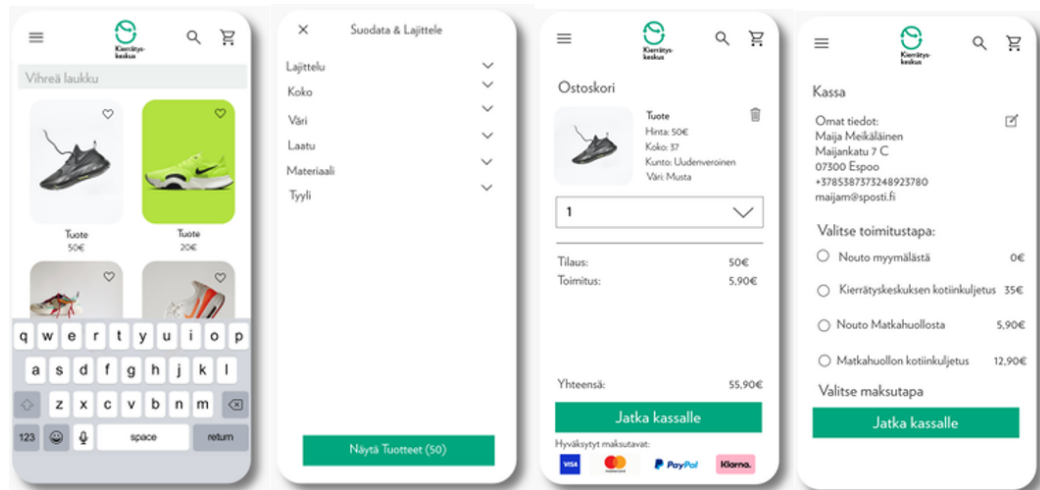 Kierrätys-
keskus
Vihreä laukku
Tuote
50€
Tuote
20€
q w e r t y u i o p
a s d f g h j k l
z x c v b n m
123 space return
Suodata & Lajittele
Lajittelu
Koko
Väri
Laatu
Materiaali
Tyyli
Näytä Tuotteet (50)
Kierrätys-
keskus
Ostoskori
Tuote
Hinta: 50€
Koko: 37
Kunto: Uudenveroinen
Väri: Musta
1
Tilaus: 50€
Toimitus: 5,90€
Yhteensä: 55,90€
Jatka kassalle
Hyväksytyt maksutavat:
VISA mastercard PayPal Klarna.
Kierrätys-
keskus
Kassa
Omat tiedot:
Maija Meikäläinen
Maijankatu 7 C
07300 Espoo
+3785387373248923780
maijam@sposti.fi
Valitse toimitustapa:
Nouto myymälästä 0€
Kierrätyskeskuksen kotiinkuljetus 35€
Nouto Matkahuollosta 5,90€
Matkahuollon kotiinkuljetus 12,90€
Valitse maksutapa
Jatka kassalle